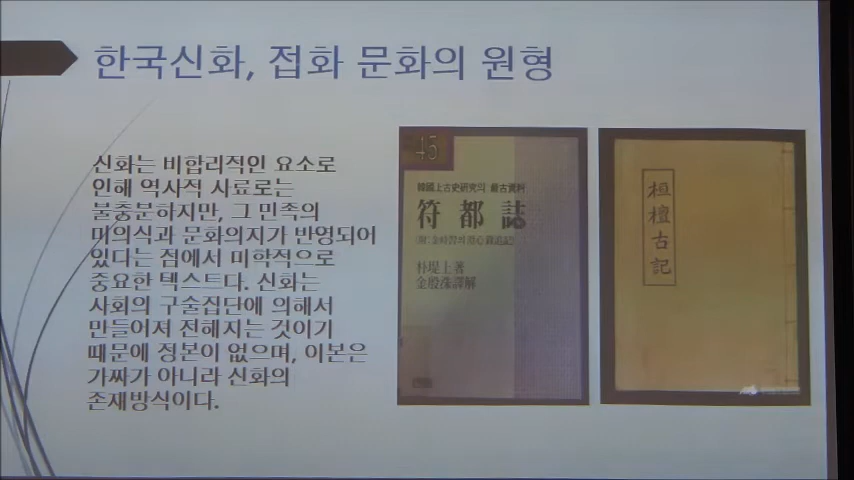 한국신화, 접화 문화의 원형
신화는 비합리적인 요소로
인해 역사적 사료로는
불충분하지만, 그 민족의
미의식과 문화의지가 반영되어
있다는 점에서 미학적으로
중요한 텍스트다. 신화는
사회의 구술집단에 의해서
만들어져 전해지는 것이기
때문에 정본이 없으며, 이본은
가짜가 아니라 신화의
존재방식이다.
45
韓國上古史硏究의 最古資料
符都誌
朴堤上著
金殷洙譯解
桓檀古記